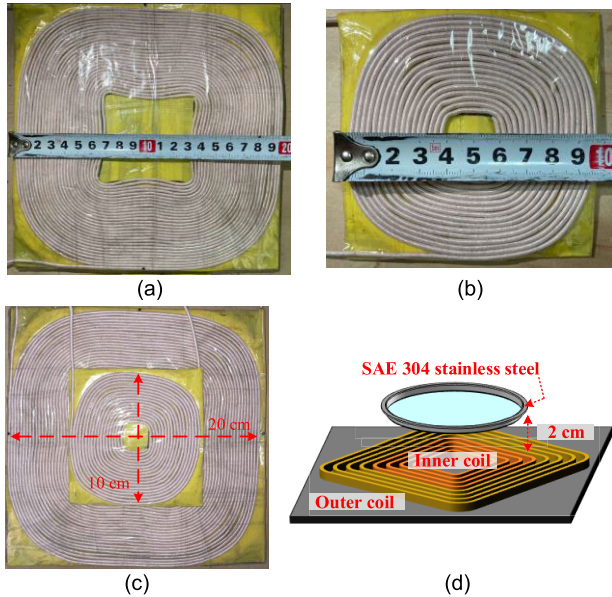 2 3 4 5 6 7 8 9 10 1 2 3 4 5 6 7 8 9 20
2 3 4 5 6 7 8 9 10
(a)
(b)
20 cm
10 cm
SAE 304 stainless steel
2 cm
Inner coil
Outer coil
(c)
(d)